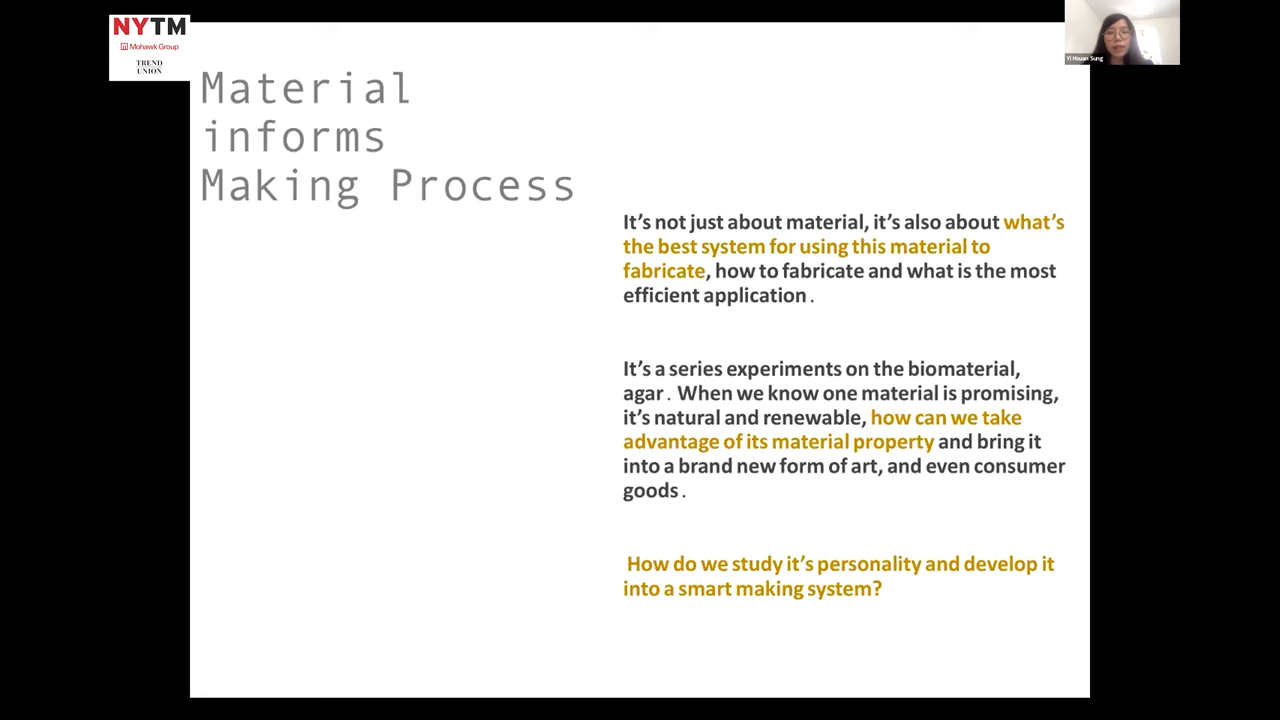 NYTM
Mohawk Group
TREND
UNION
Yi Hsuan Sung
Material
informs
Making Process
It's not just about material, it's also about what's
the best system for using this material to
fabricate, how to fabricate and what is the most
efficient application .
It's a series experiments on the biomaterial,
agar . When we know one material is promising,
it's natural and renewable, how can we take
advantage of its material property and bring it
into a brand new form of art, and even consumer
goods .
How do we study it's personality and develop it
into a smart making system?